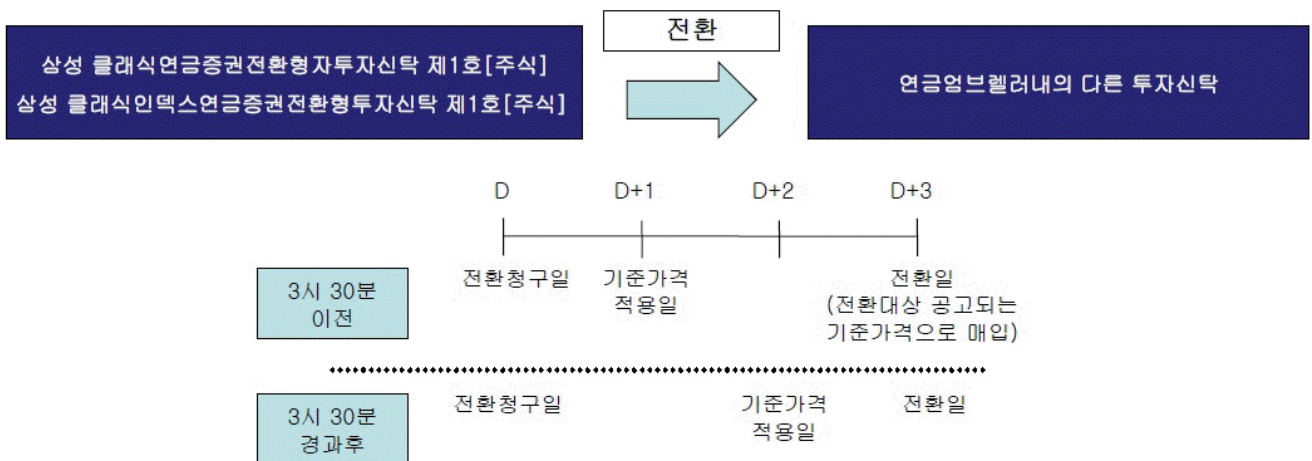 전환
삼성 클래식연금증권전환형자투자신탁 제1호[주식]
삼성 클래식인덱스연금증권전환형투자신탁 제1호[주식]
연금엄브렐러내의 다른 투자신탁
D D+1 D+2 D+3
3시 30분
이전
전환청구일
기준가격
적용일
전환일
(전환대상 공고되는
기준가격으로 매입)
3시 30분
경과후
전환청구일
기준가격
적용일
전환일